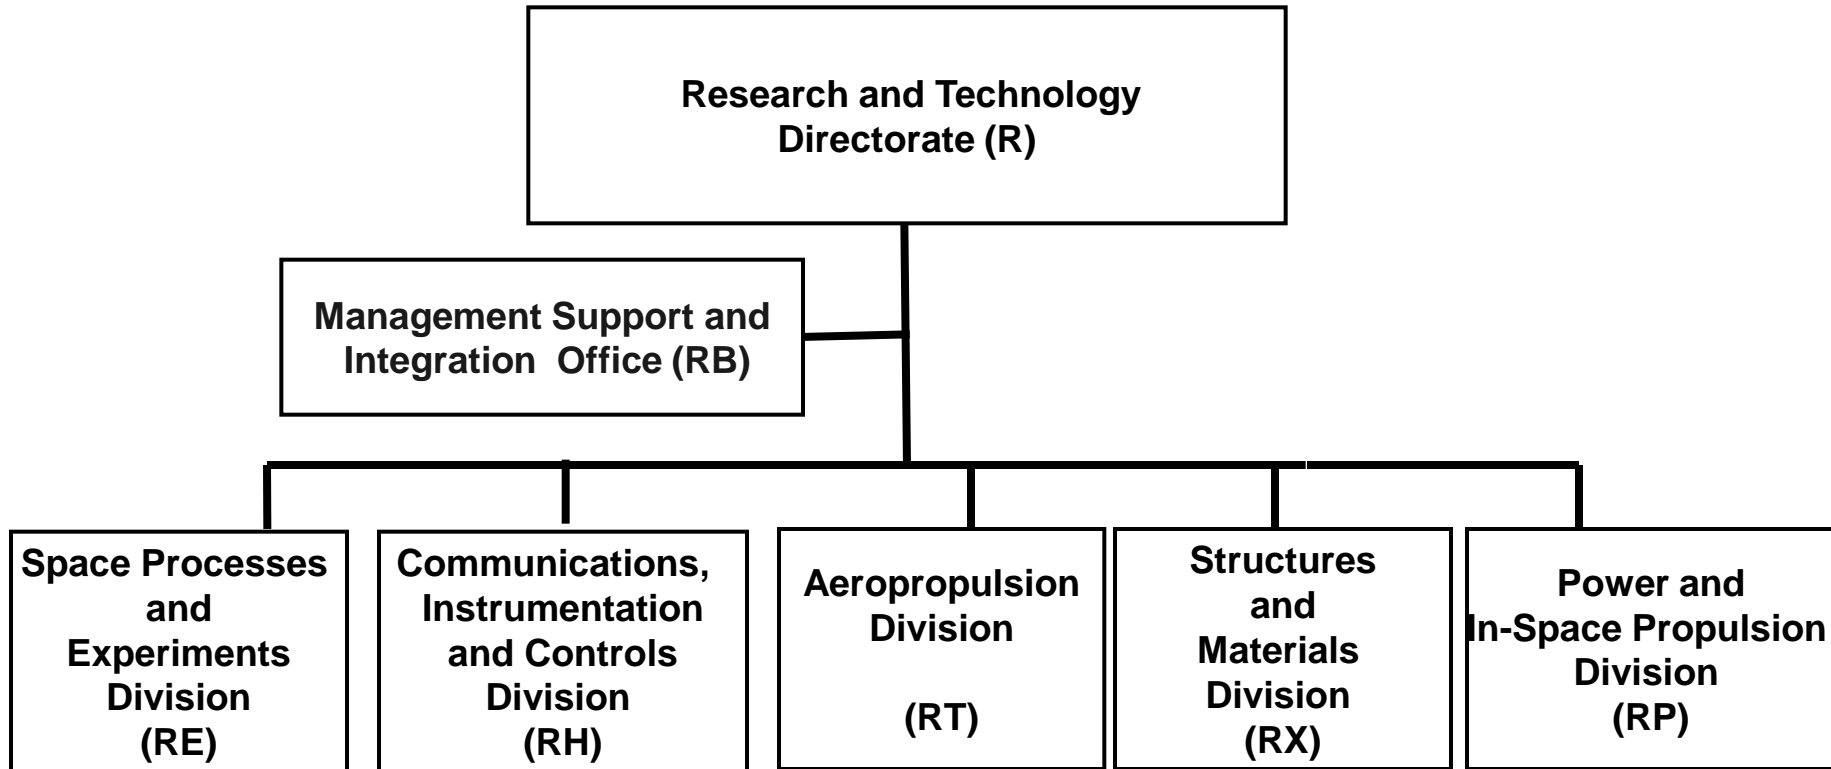 Research and Technology
Directorate (R)
Management Support and
Integration Office (RB)
Space Processes
and
Experiments
Division
(RE)
Communications,
Instrumentation
and Controls
Division
(RH)
Aeropropulsion
Division
(RT)
Structures
and
Materials
Division
(RX)
Power and
In-Space Propulsion
Division
(RP)